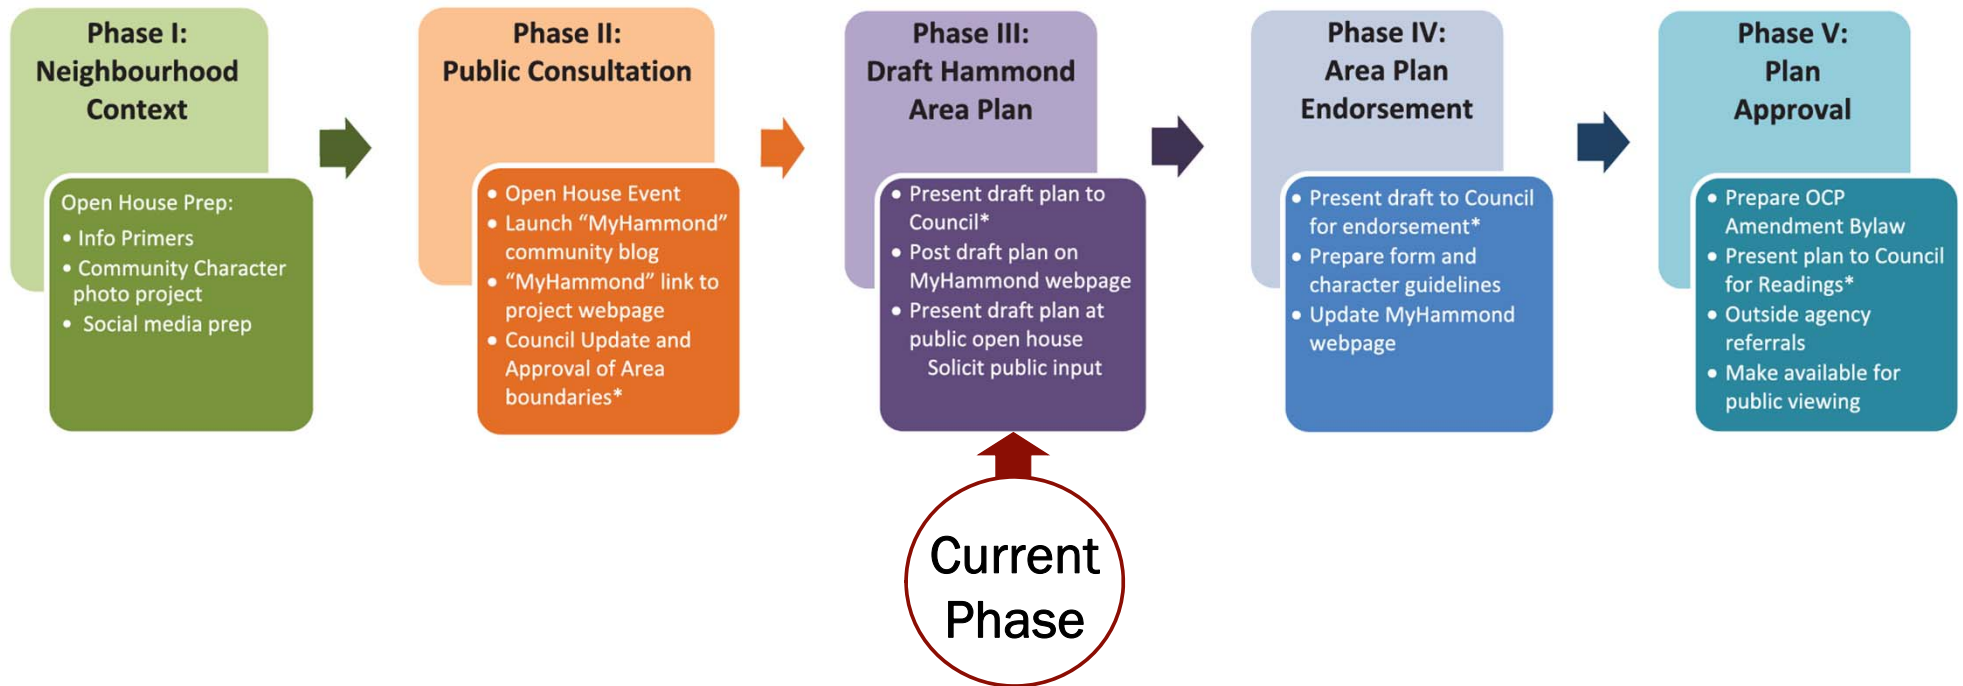 Phase I:
Neighbourhood
Context
Open House Prep:
• Info Primers
• Community Character
photo project
• Social media prep
Phase II:
Public Consultation
• Open House Event
• Launch “MyHammond”
community blog
• “MyHammond” link to
project webpage
• Council Update and
Approval of Area
boundaries*
Phase III:
Draft Hammond
Area Plan
• Present draft plan to
Council*
• Post draft plan on
MyHammond webpage
• Present draft plan at
public open house
Solicit public input
Phase IV:
Area Plan
Endorsement
• Present draft to Council
for endorsement*
• Prepare form and
character guidelines
• Update MyHammond
webpage
Phase V:
Plan
Approval
• Prepare OCP
Amendment Bylaw
• Present plan to Council
for Readings*
• Outside agency
referrals
• Make available for
public viewing
Current
Phase